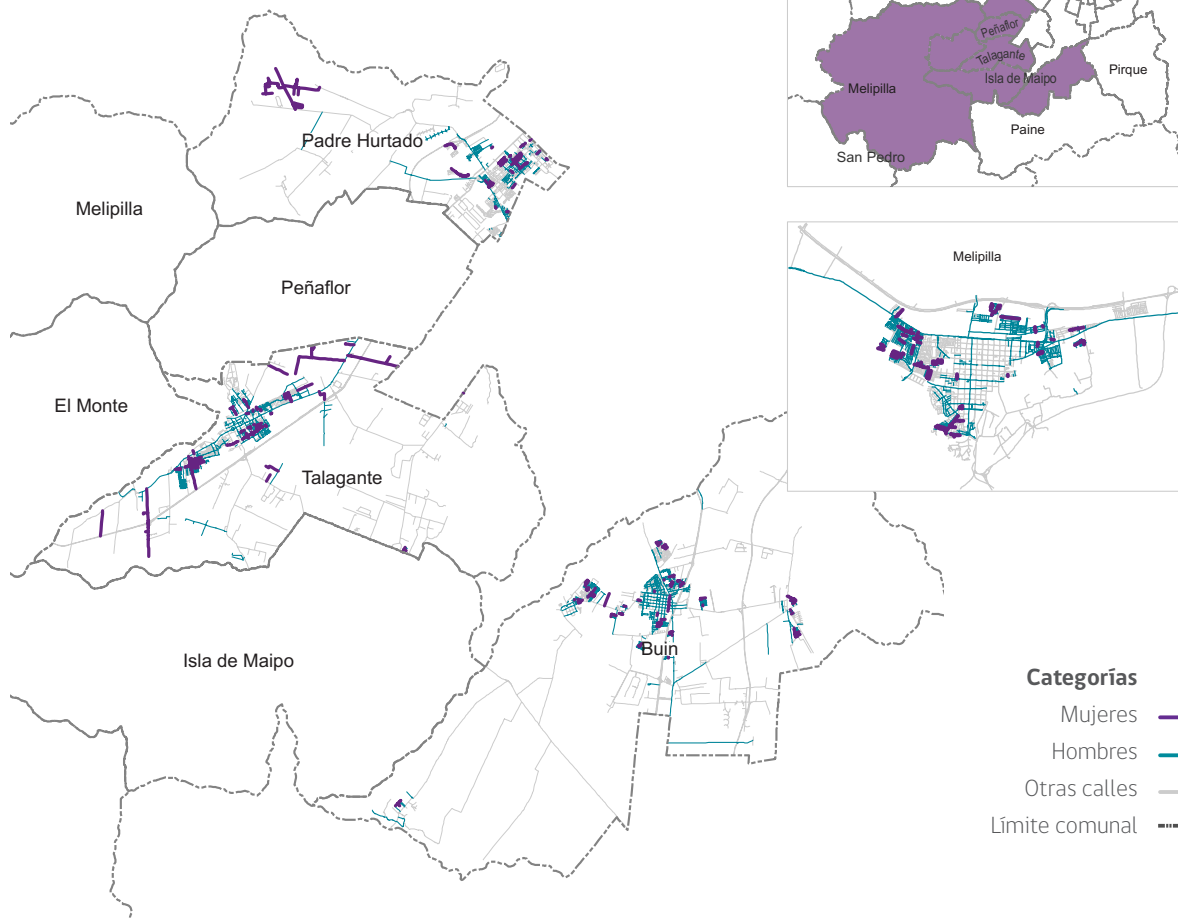 Padre Hurtado
Melipilla
Peñaflor
El Monte
Talagante
Isla de Maipo
Buin
Peñaflor
Talagante
Isla de Maipo
Pirque
Melipilla
Paine
San Pedro
Melipilla
Categorías
Mujeres
Hombres
Otras calles
Límite comunal